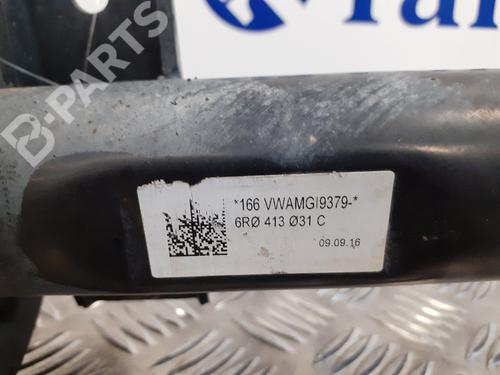 *166 VWAMGI9379-*
6RØ 413 Ø31 C
09.09.16
B-PARTS